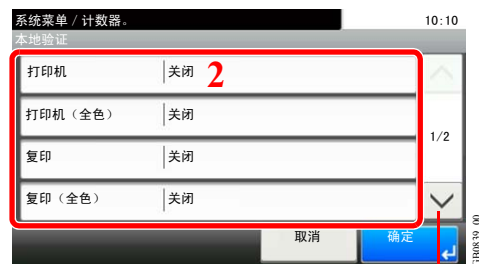 系统菜单 / 计数器。 10:10
本地验证
打印机 关闭 2
打印机（全色） 关闭
1/2
复印 关闭
复印（全色） 关闭
取消 确定
GB0839_00